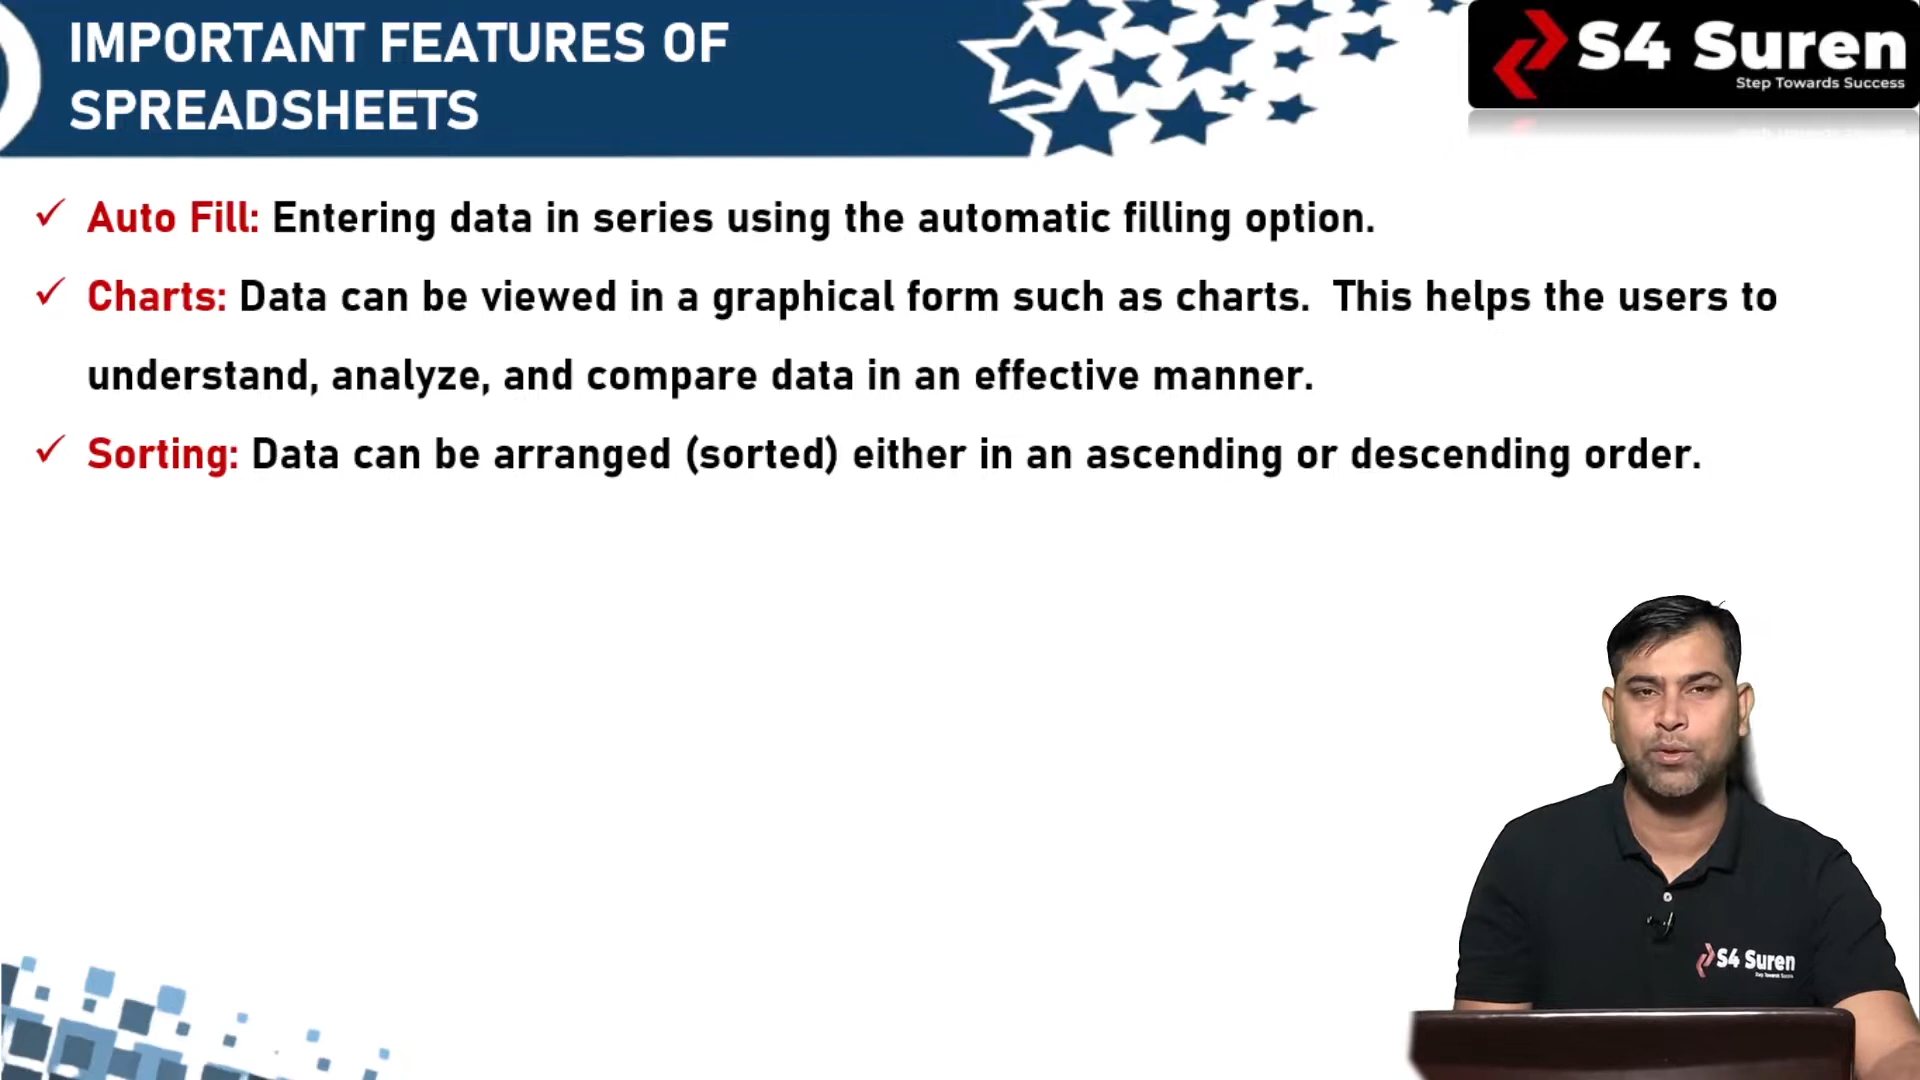 IMPORTANT FEATURES OF
SPREADSHEETS
S4 Suren
Step Towards Success
✓ Auto Fill: Entering data in series using the automatic filling option.
✓ Charts: Data can be viewed in a graphical form such as charts. This helps the users to
understand, analyze, and compare data in an effective manner.
✓ Sorting: Data can be arranged (sorted) either in an ascending or descending order.
S4 Suren
Step Towards Success